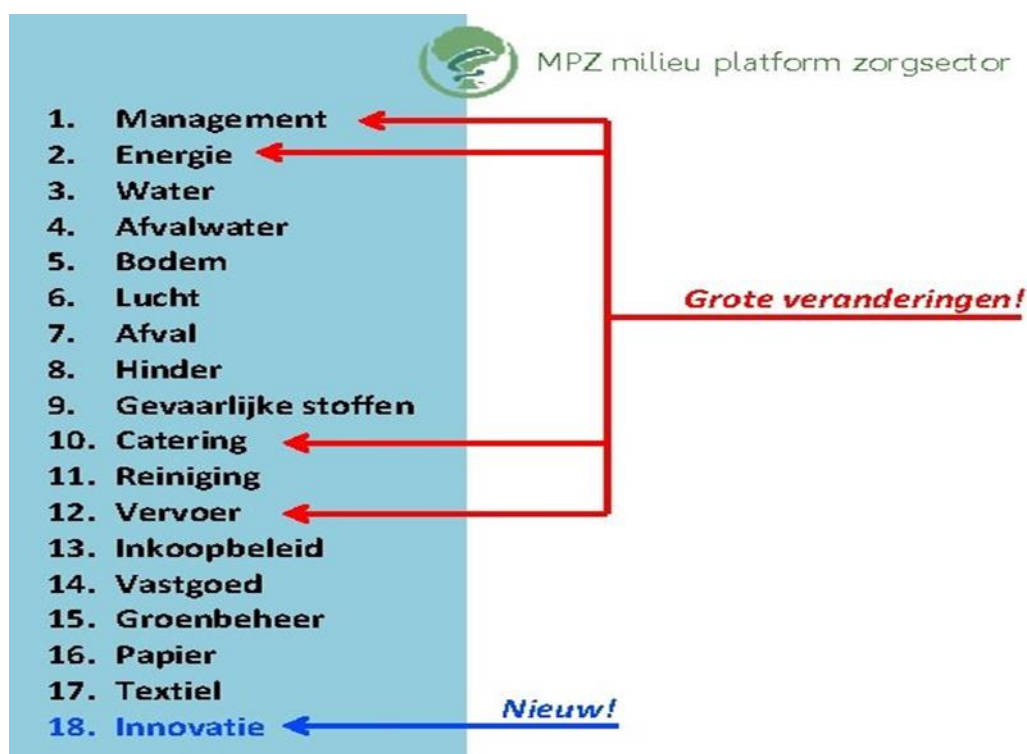 MPZ milieu platform zorgsector
1. Management
2. Energie
3. Water
4. Afvalwater
5. Bodem
6. Lucht
Grote veranderingen!
7. Afval
8. Hinder
9. Gevaarlijke stoffen
10. Catering
11. Reiniging
12. Vervoer
13. Inkoopbeleid
14. Vastgoed
15. Groenbeheer
16. Papier
17. Textiel
Nieuw!
18. Innovatie